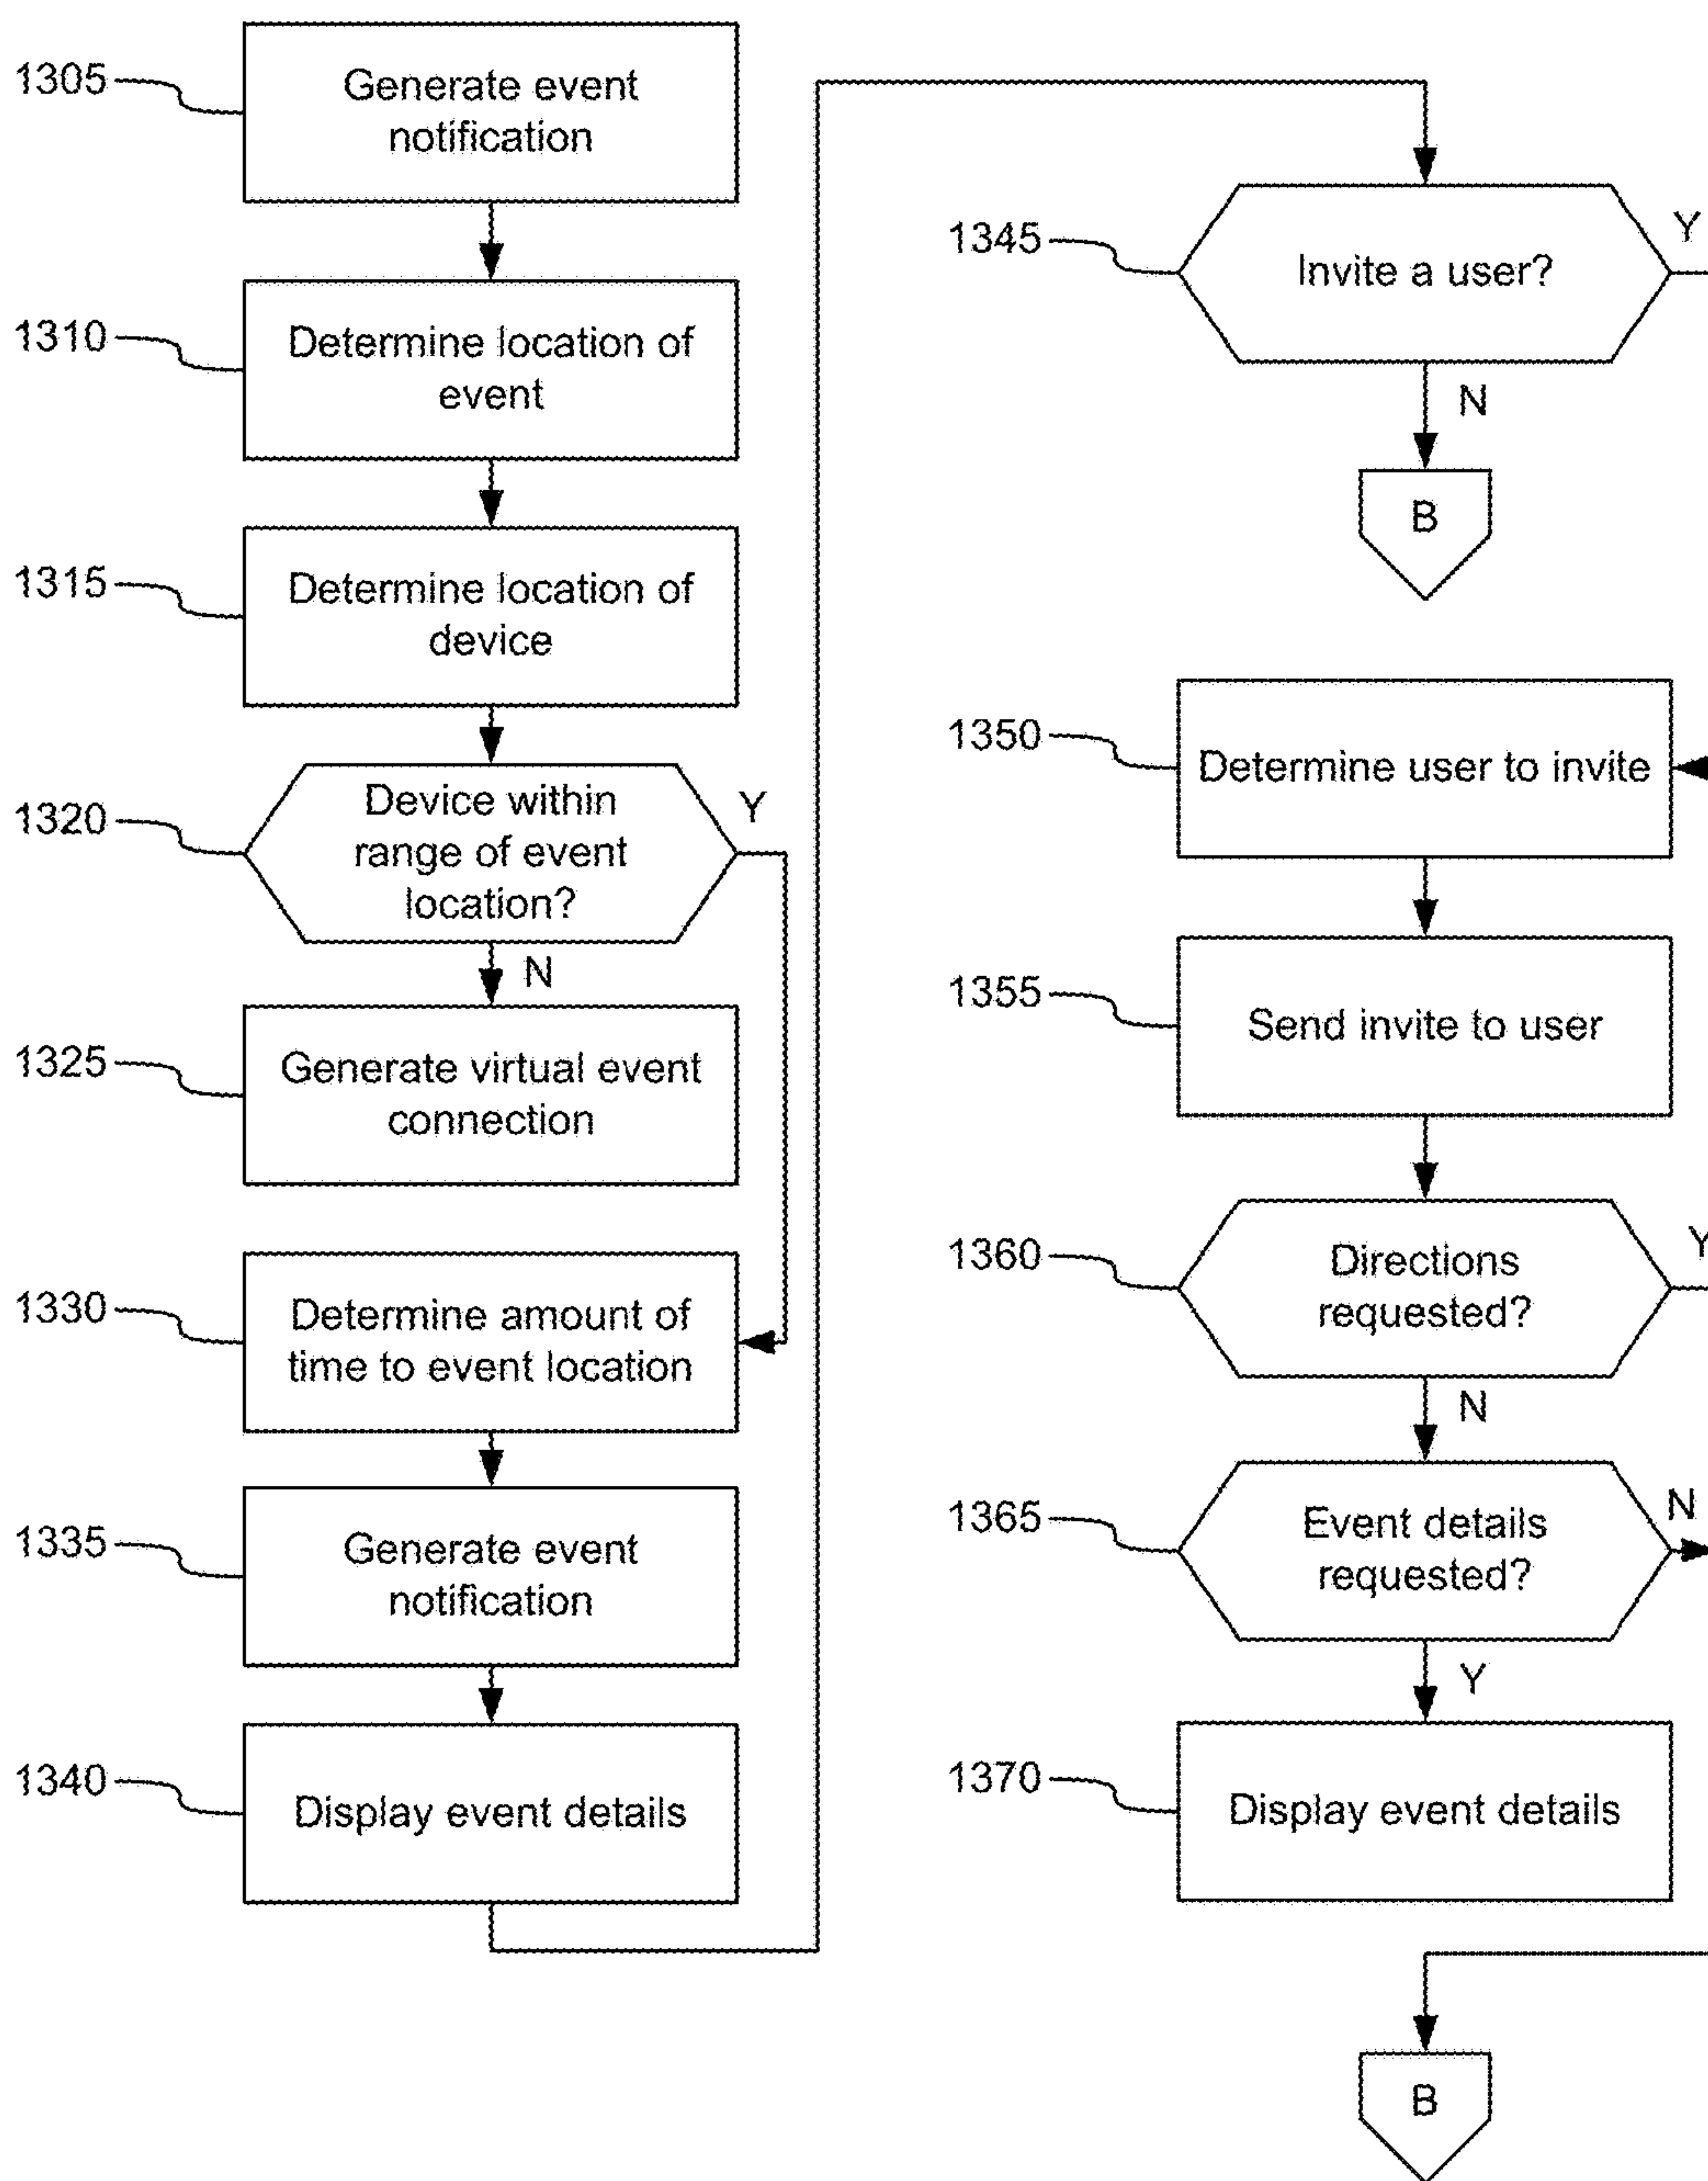 1305
Generate event
notification
1310
Determine location of
event
1315
Determine location of
device
1320
Device within
range of event
location?
Y
N
1325
Generate virtual event
connection
1330
Determine amount of
time to event location
1335
Generate event
notification
1340
Display event details
1345
Invite a user?
Y
N
B
1350
Determine user to invite
1355
Send invite to user
1360
Directions
requested?
Y
N
1365
Event details
requested?
N
Y
1370
Display event details
B